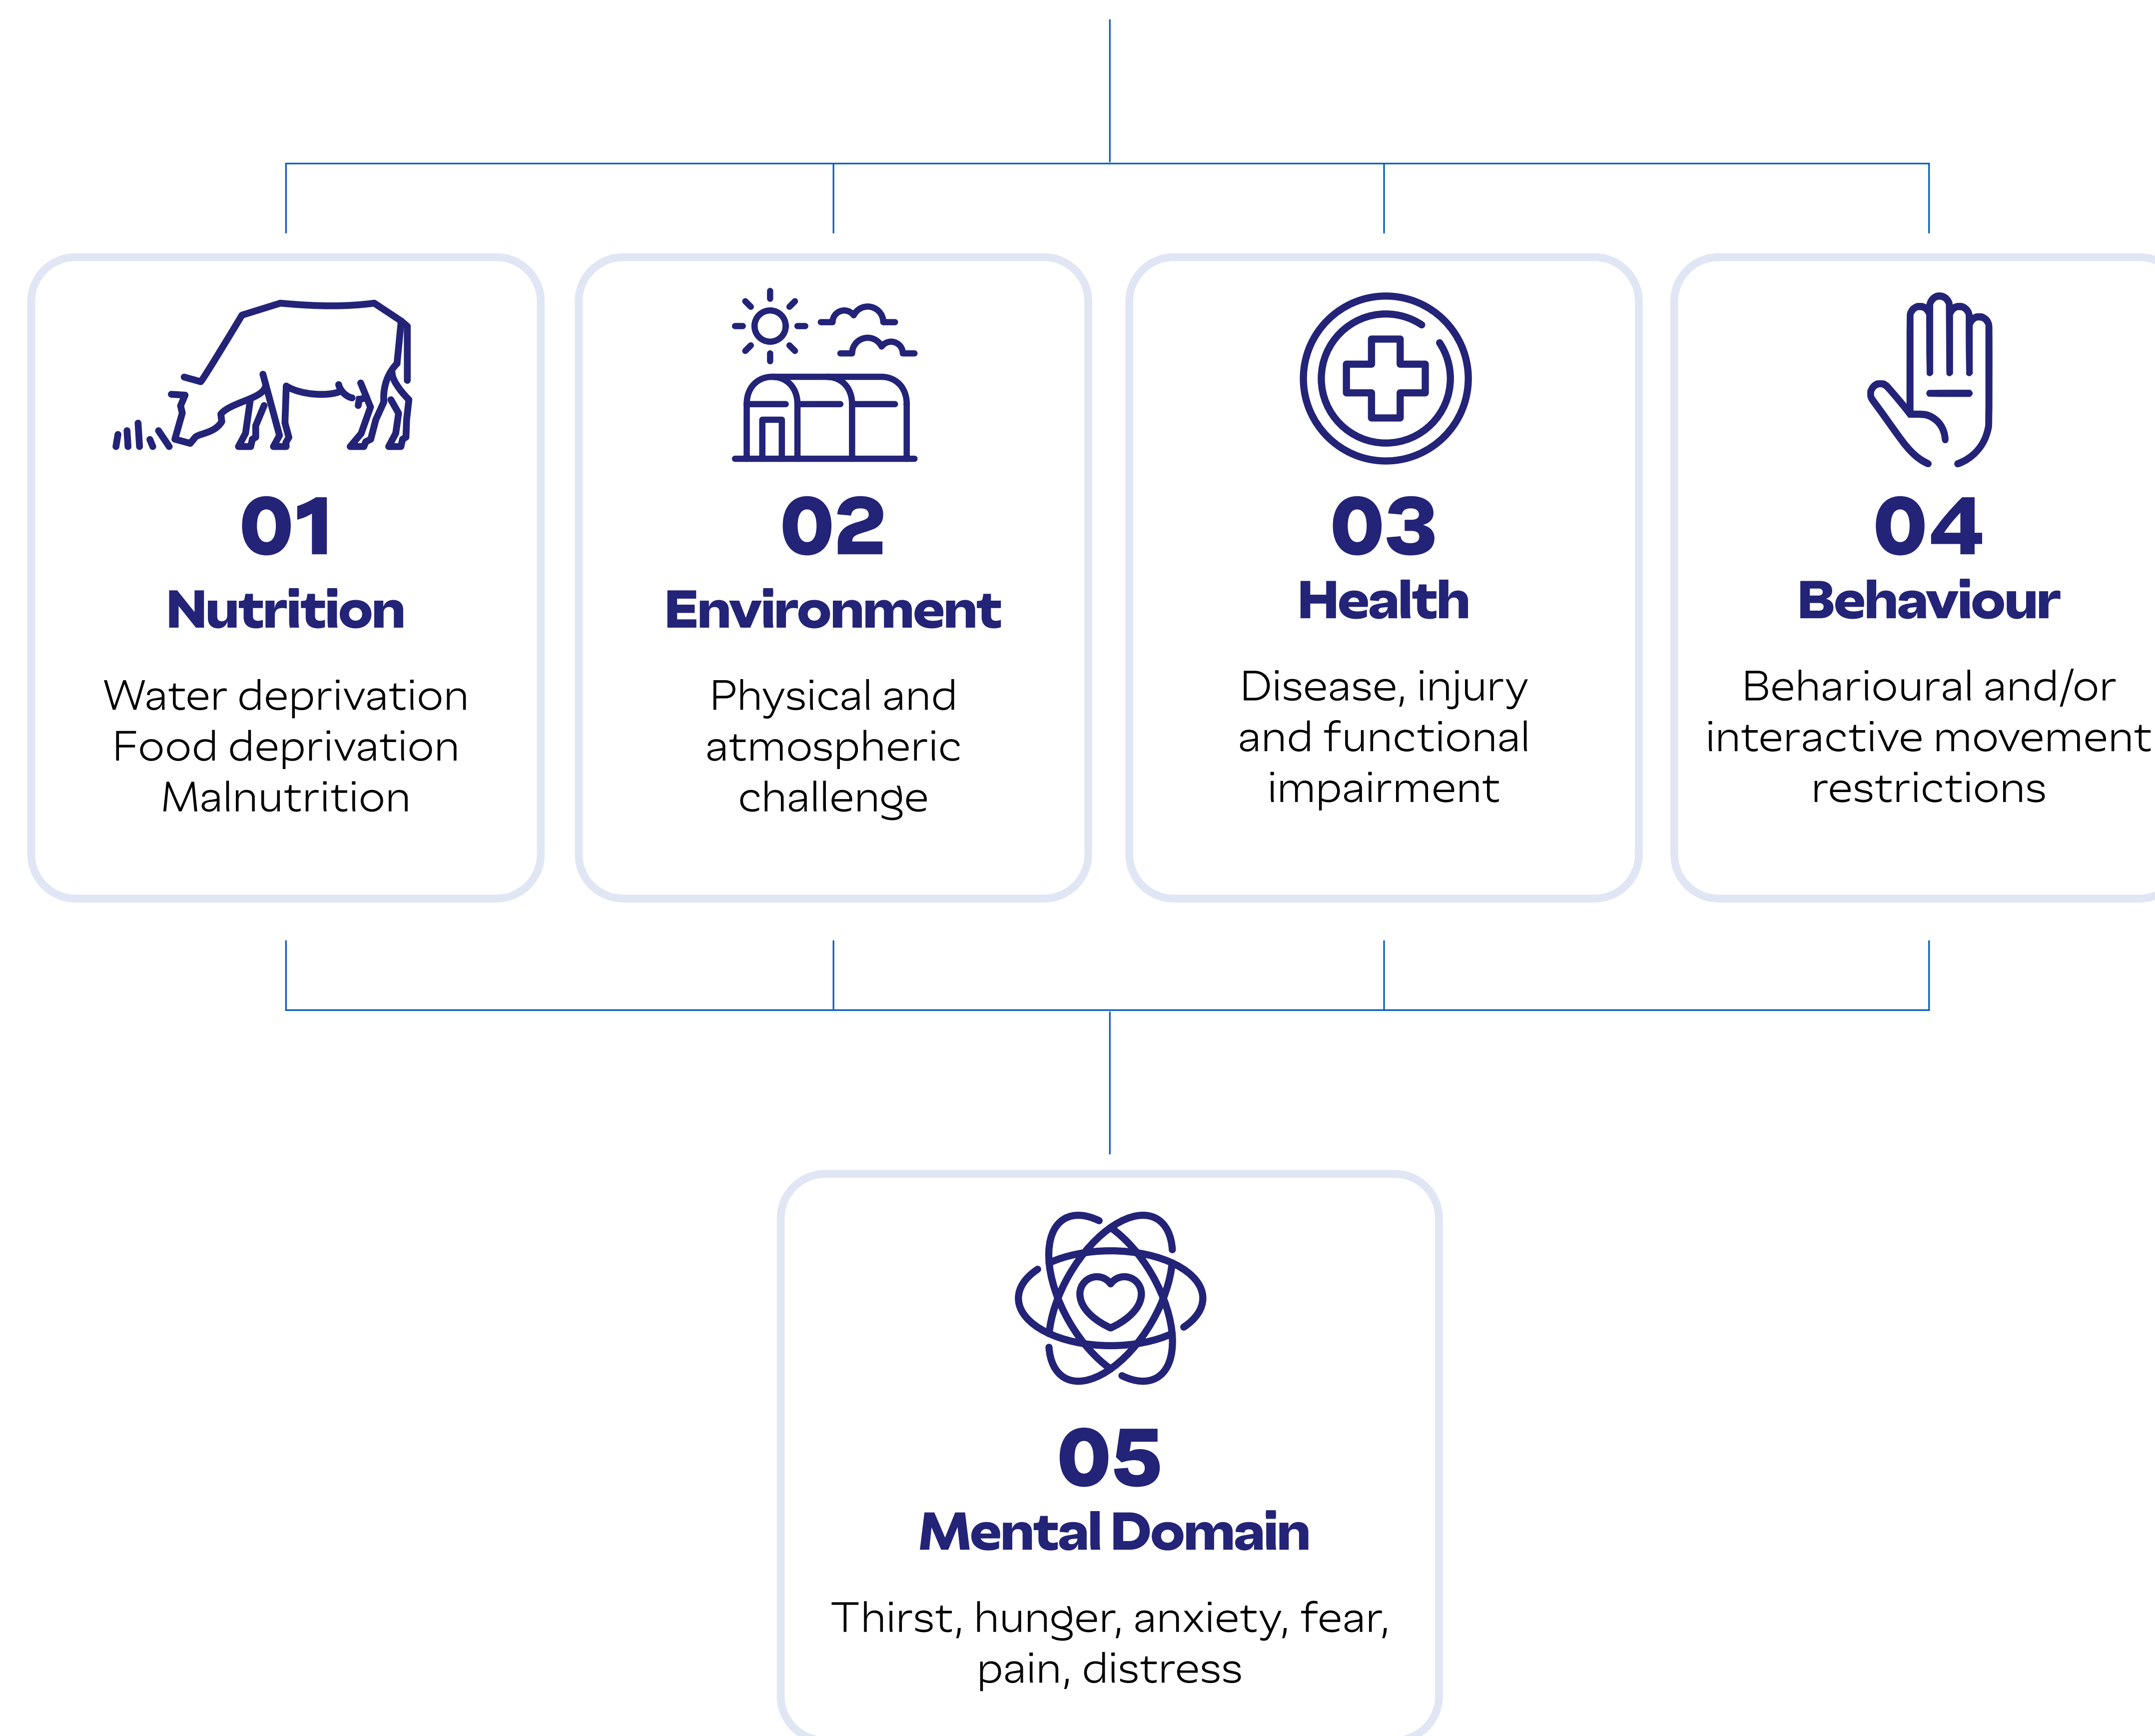 01
Nutrition
Water deprivation
Food deprivation
Malnutrition
02
Environment
Physical and
atmospheric
challenge
03
Health
Disease, injury
and functional
impairment
04
Behaviour
Beharioural and/or
interactive movement
restrictions
05
Mental Domain
Thirst, hunger, anxiety, fear,
pain, distress